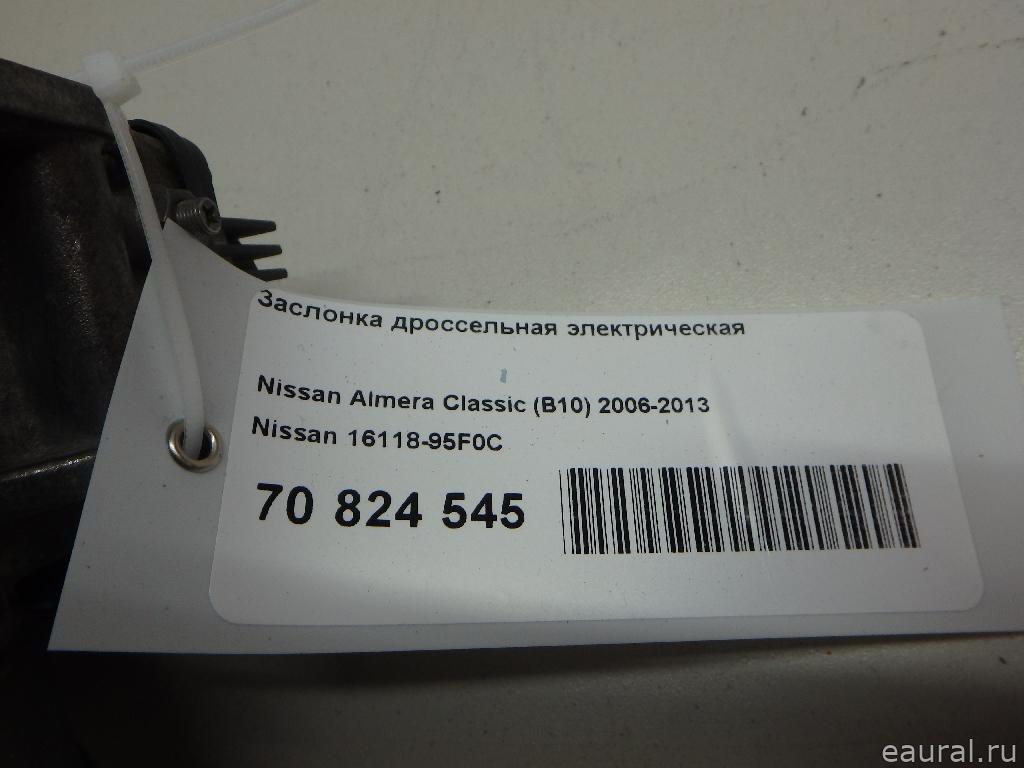 Заслонка дроссельная электрическая
Nissan Almera Classic (B10) 2006-2013
Nissan 16118-95F0C
70 824 545
eaural.ru